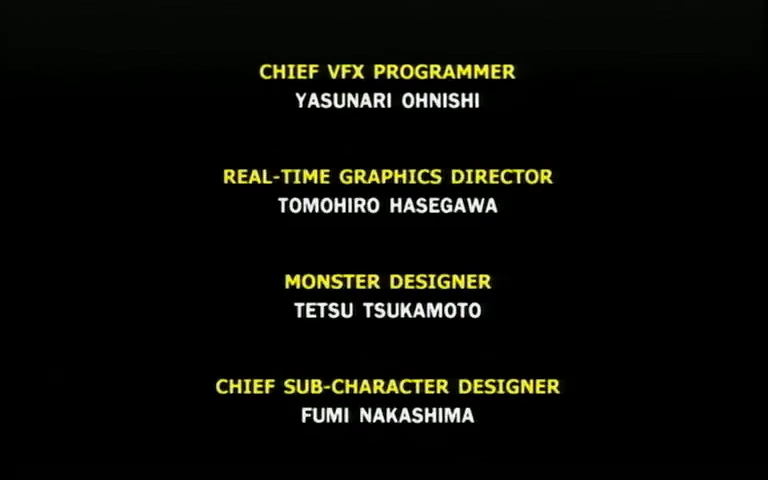 CHIEF VFX PROGRAMMER
YASUNARI OHNISHI
REAL-TIME GRAPHICS DIRECTOR
TOMOHIRO HASEGAWA
MONSTER DESIGNER
TETSU TSUKAMOTO
CHIEF SUB-CHARACTER DESIGNER
FUMI NAKASHIMA